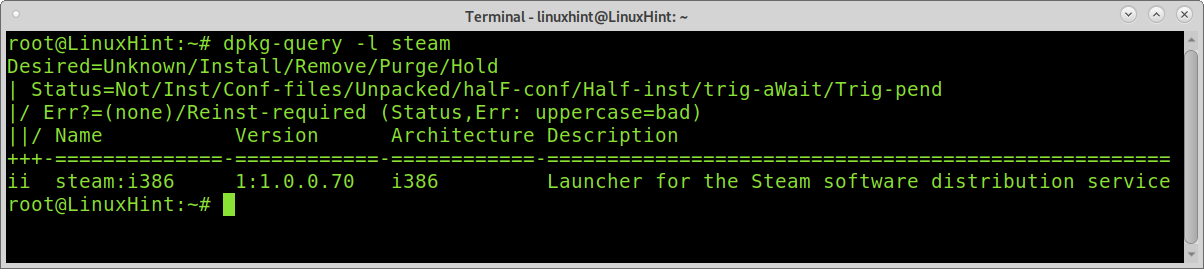 Terminal - linuxhint@LinuxHint: ~
root@LinuxHint:~# dpkg-query -l steam
Desired=Unknown/Install/Remove/Purge/Hold
| Status=Not/Inst/Conf-files/Unpacked/halF-conf/Half-inst/trig-aWait/Trig-pend
|/ Err?=(none)/Reinst-required (Status,Err: uppercase=bad)
||/ Name           Version      Architecture Description
+++-==============-============-============-====================================================
ii  steam:i386     1:1.0.0.70   i386         Launcher for the Steam software distribution service
root@LinuxHint:~#